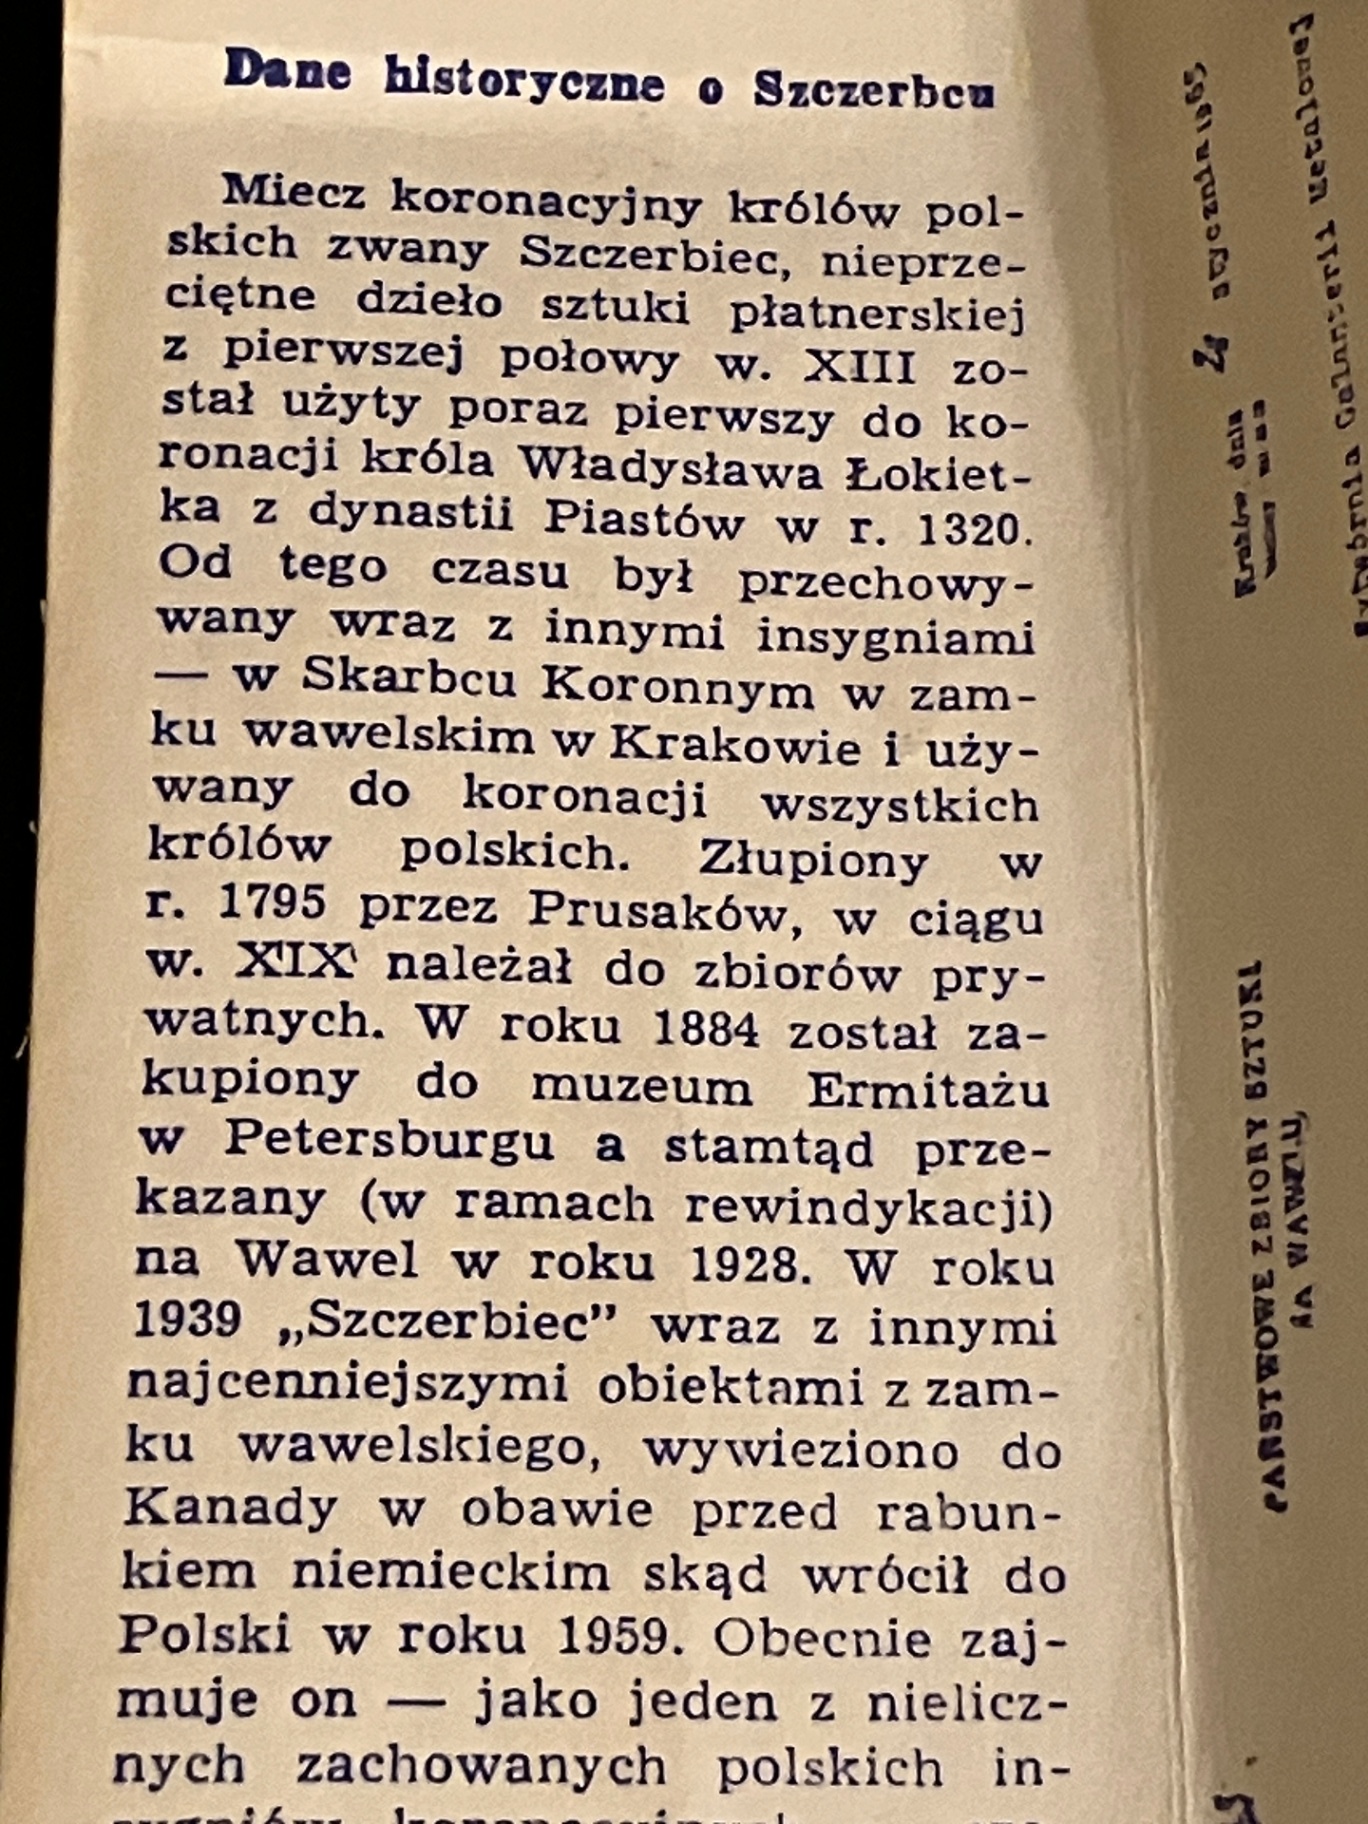 Dane historyczne o Szczerbcu
Miecz koronacyjny królów pol-
skich zwany Szczerbiec, nieprze-
ciętne dzieło sztuki płatnerskiej
z pierwszej połowy w. XIII zo-
stał użyty poraz pierwszy do ko-
ronacji króla Władysława Łokiet-
ka z dynastii Piastów w r. 1320.
Od tego czasu był przechowy-
wany wraz z innymi insygniami
— w Skarbcu Koronnym w zam-
ku wawelskim w Krakowie i uży-
wany do koronacji wszystkich
królów polskich. Złupiony w
r. 1795 przez Prusaków, w ciągu
w. XIX należał do zbiorów pry-
watnych. W roku 1884 został za-
kupiony do muzeum Ermitażu
w Petersburgu a stamtąd prze-
kazany (w ramach rewindykacji)
na Wawel w roku 1928. W roku
1939 „Szczerbiec” wraz z innymi
najcenniejszymi obiektami z zam-
ku wawelskiego, wywieziono do
Kanady w obawie przed rabun-
kiem niemieckim skąd wrócił do
Polski w roku 1959. Obecnie zaj-
muje on — jako jeden z nielicz-
nych zachowanych polskich in-
PAŃSTWOWE ZBIORY SZTUKI
NA WAWELU
Kraków, dnia
stycznia 1965
Galanterii Metalowej